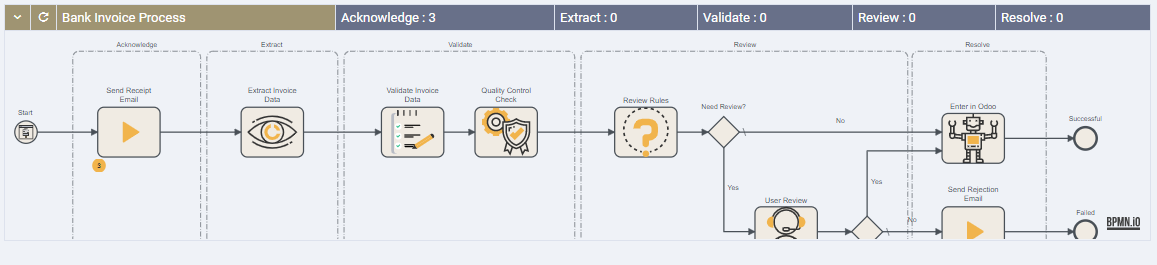 Bank Invoice Process
Acknowledge : 3
Extract : 0
Validate : 0
Review : 0
Resolve : 0
Acknowledge
Extract
Validate
Review
Resolve
Start
Send Receipt
Email
Extract Invoice
Data
Validate Invoice
Data
Quality Control
Check
Review Rules
Need Review?
No
Enter in Odoo
Successful
3
Yes
Yes
User Review
No
Send Rejection
Email
Failed
BPMN.iO